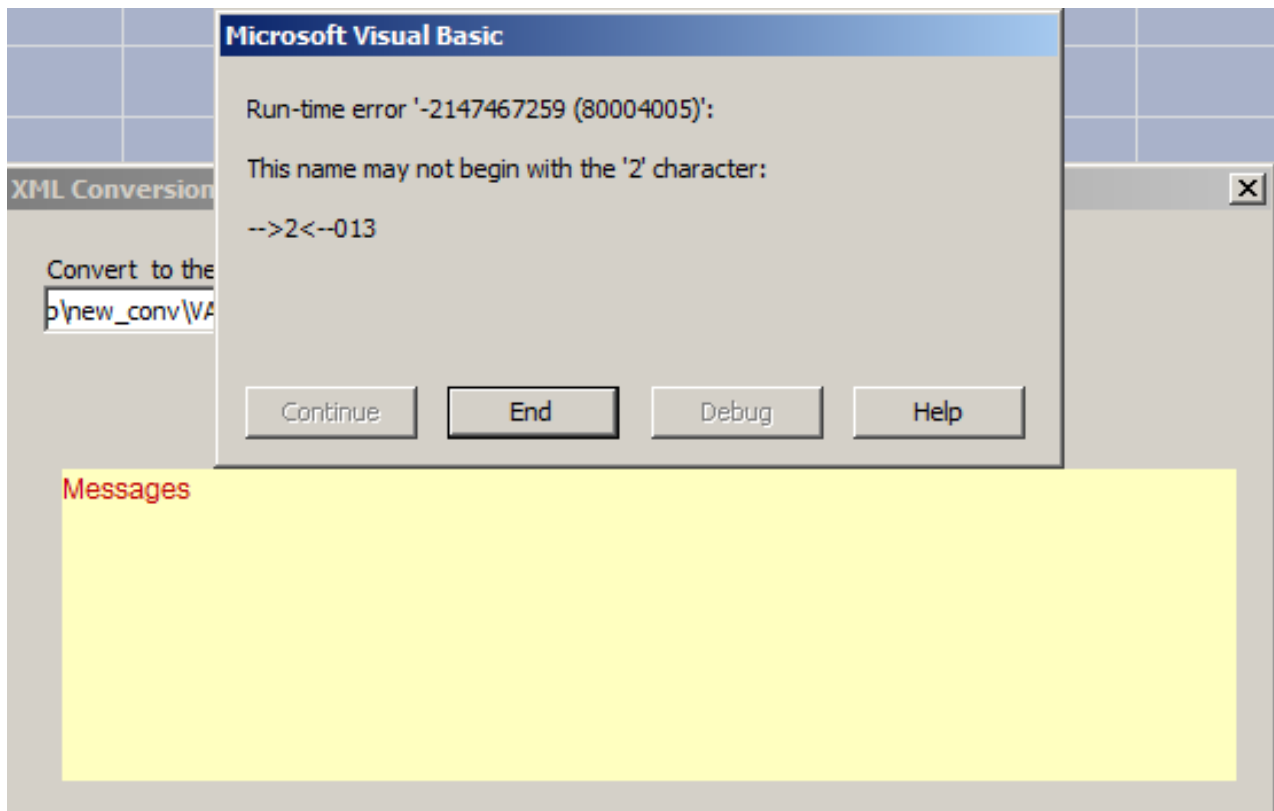 Microsoft Visual Basic
Run-time error '-2147467259 (80004005)':
This name may not begin with the '2' character:
-->2<--013
Continue
End
Debug
Help
XML Conversion
Convert to the
p\new_conv\VA
Messages